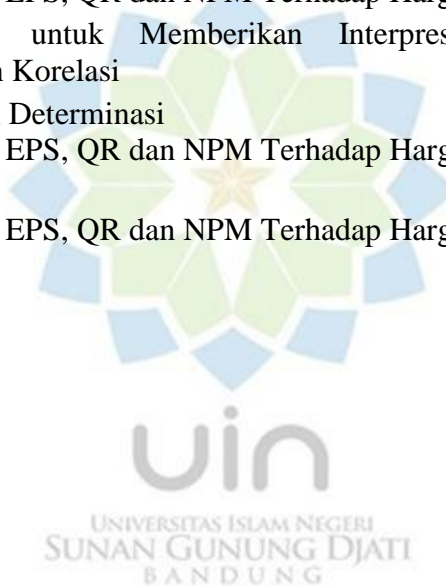 EPS, QR dan NPM Terhadap Harg
untuk Memberikan Interpres
Korelasi
Determinasi
EPS, QR dan NPM Terhadap Harg
EPS, QR dan NPM Terhadap Harg
uin
UNIVERSITAS ISLAM NEGERI
SUNAN GUNUNG DJATI
BANDUNG